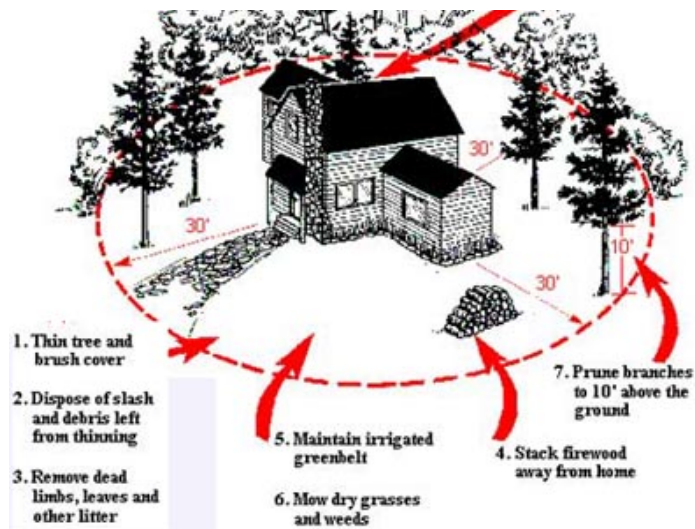 30'
30'
10'
30'
1. Thin tree and
brush cover
2. Dispose of slash
and debris left
from thinning
3. Remove dead
limbs, leaves and
other litter
5. Maintain irrigated
greenbelt
6. Mow dry grasses
and weeds
4. Stack firewood
away from home
7. Prune branches
to 10' above the
ground